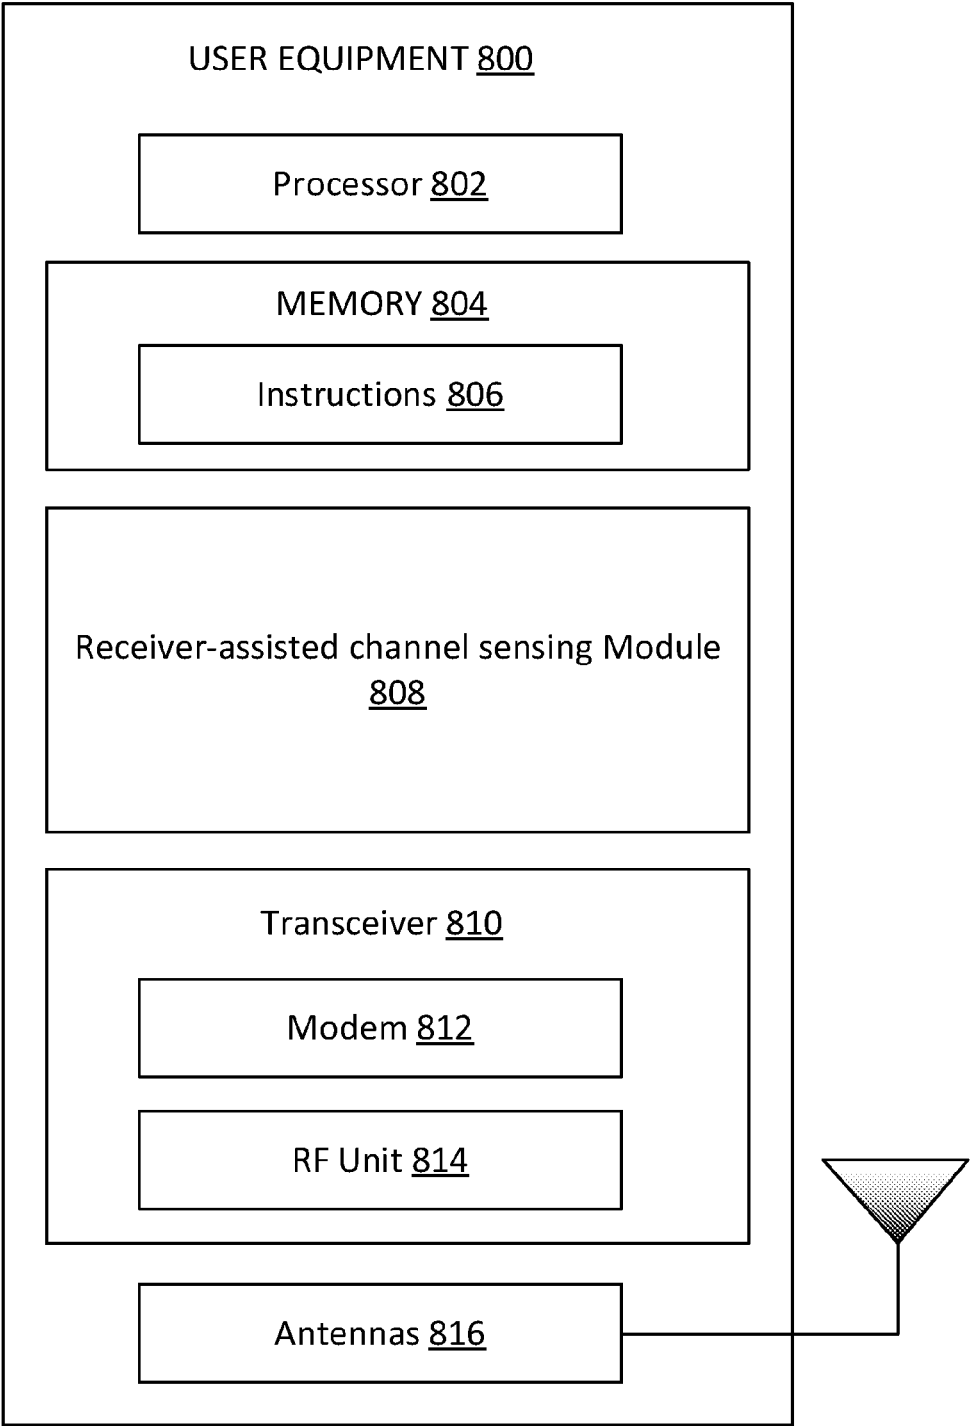 USER EQUIPMENT 800
Processor 802
MEMORY 804
Instructions 806
Receiver-assisted channel sensing Module
808
Transceiver 810
Modem 812
RF Unit 814
Antennas 816